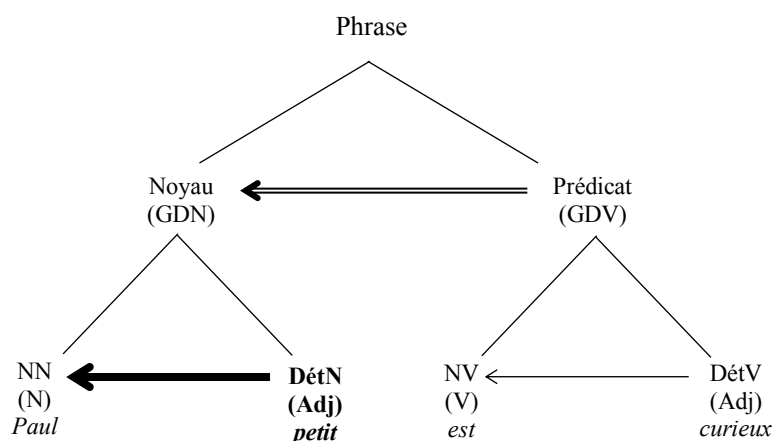 Phrase
Noyau
(GDN)
Prédicat
(GDV)
NN
(N)
Paul
DétN
(Adj)
petit
NV
(V)
est
DétV
(Adj)
curieux